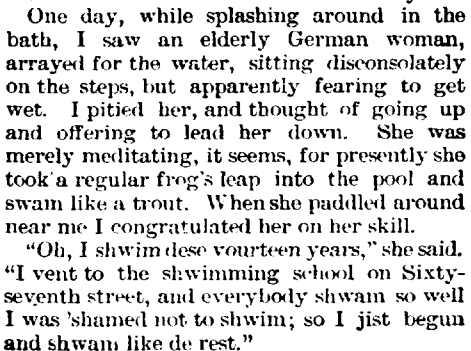 One day, while splashing around in the
bath, I saw an elderly German woman,
arrayed for the water, sitting disconsolately
on the steps, but apparently fearing to get
wet. I pitied her, and thought of going up
and offering to lead her down. She was
merely meditating, it seems, for presently she
took a regular frog's leap into the pool and
swam like a trout. When she paddled around
near me I congratulated her on her skill.
"Oh, I shwim dese vourteen years," she said.
"I vent to the shwimming school on Sixty-
seventh street, and everybody shwam so well
I was 'shamed not to shwim; so I jist begun
and shwam like de rest."